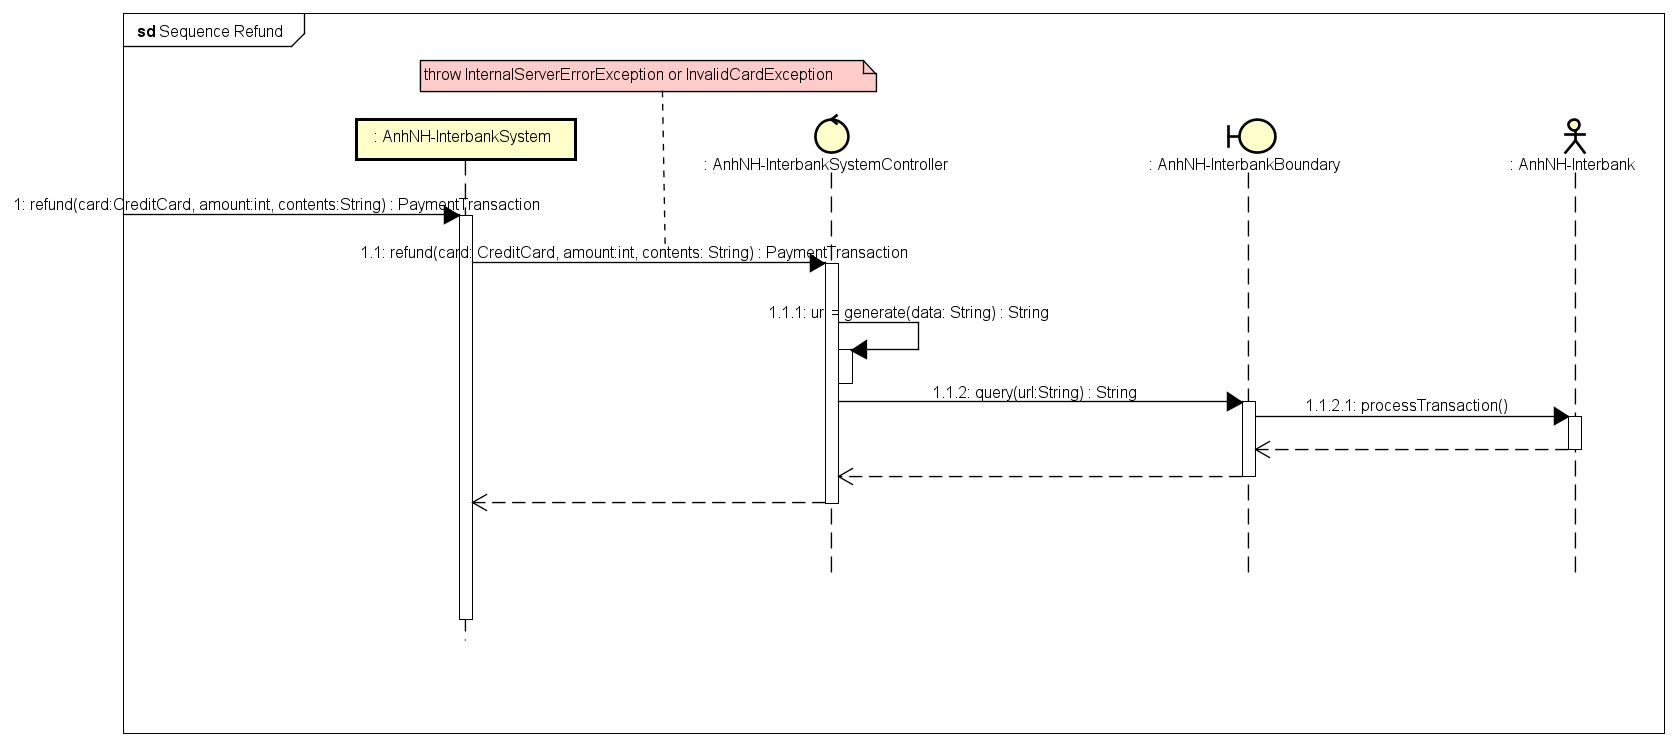 sd Sequence Refund
throw InternalServerErrorException or InvalidCardException
: AnhNH-InterbankSystem
: AnhNH-InterbankSystemController
: AnhNH-InterbankBoundary
: AnhNH-Interbank
1: refund(card:CreditCard, amount:int, contents:String) : PaymentTransaction
1.1: refund(card: CreditCard, amount:int, contents: String) : PaymentTransaction
1.1.1: url = generate(data: String) : String
1.1.2: query(url:String) : String
1.1.2.1: processTransaction()